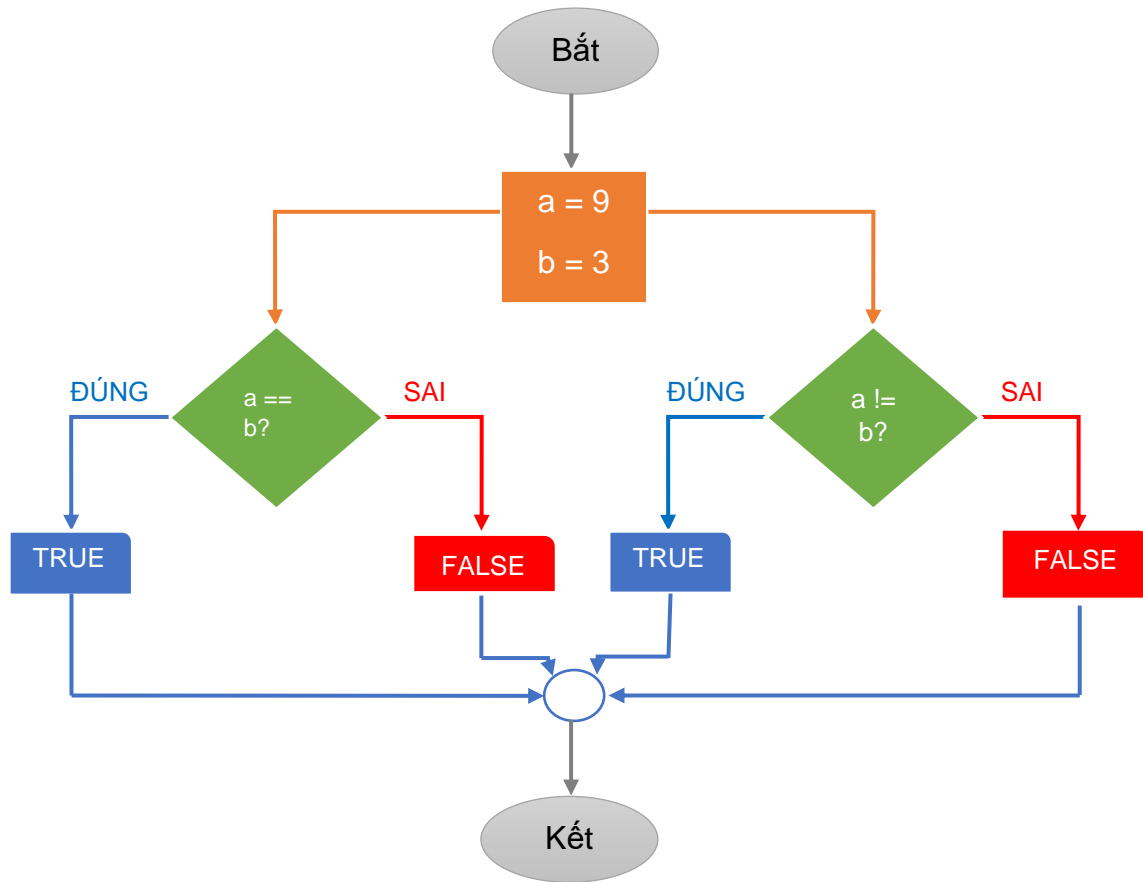 Bắt
a = 9
b = 3
ĐÚNG
a ==
b?
SAI
ĐÚNG
a !=
b?
SAI
TRUE
FALSE
TRUE
FALSE
Kết